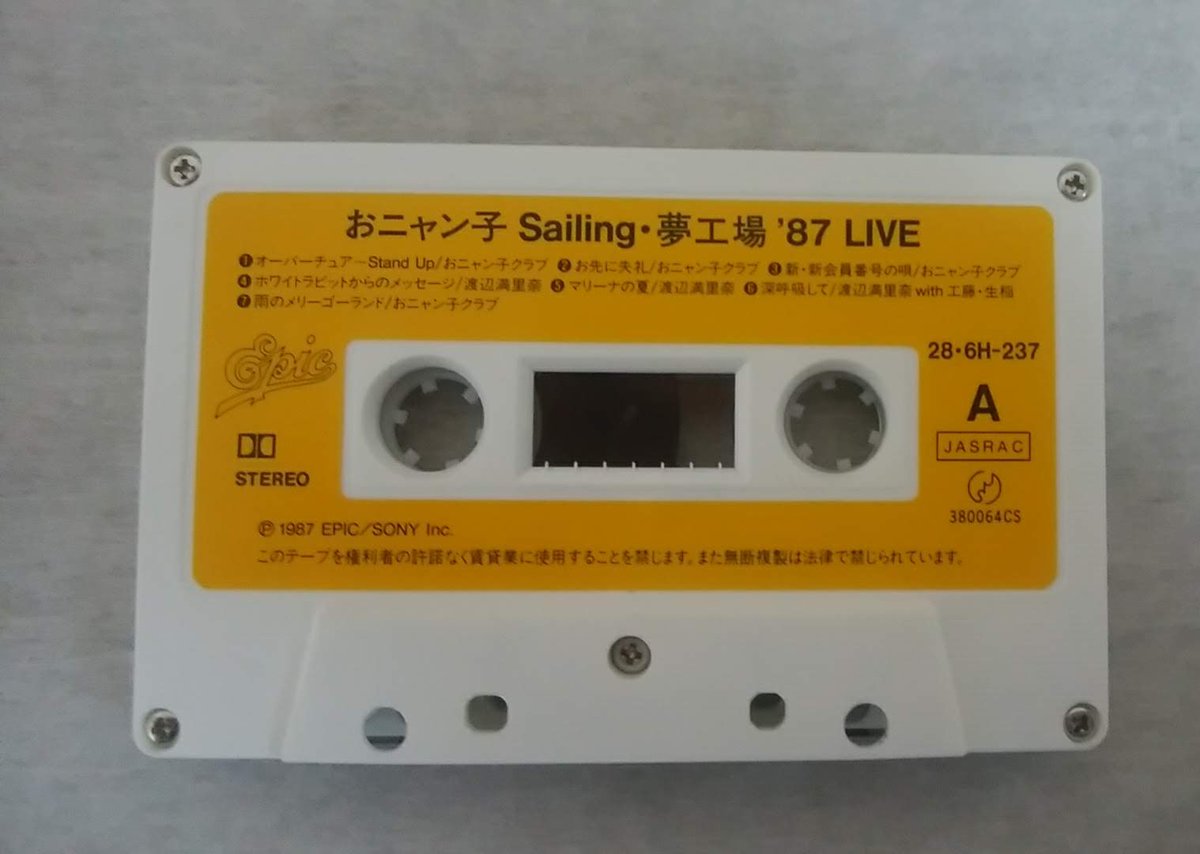 おニャン子 Sailing・夢工場 '87 LIVE
❶オーバーチュア～Stand Up/おニャン子クラブ ❷お先に失礼/おニャン子クラブ ❸新・新会員番号の唄/おニャン子クラブ
❹ホワイトラビットからのメッセージ/渡辺満里奈 ❺マリーナの夏/渡辺満里奈 ❻深呼吸して/渡辺満里奈 with 工藤・生稲
❼雨のメリーゴーランド/おニャン子クラブ
Epic
28・6H-237
A
JASRAC
STEREO
380064CS
Ⓟ 1987 EPIC/SONY Inc.
このテープを権利者の許諾なく賃貸業に使用することを禁じます。また無断複製は法律で禁じられています。